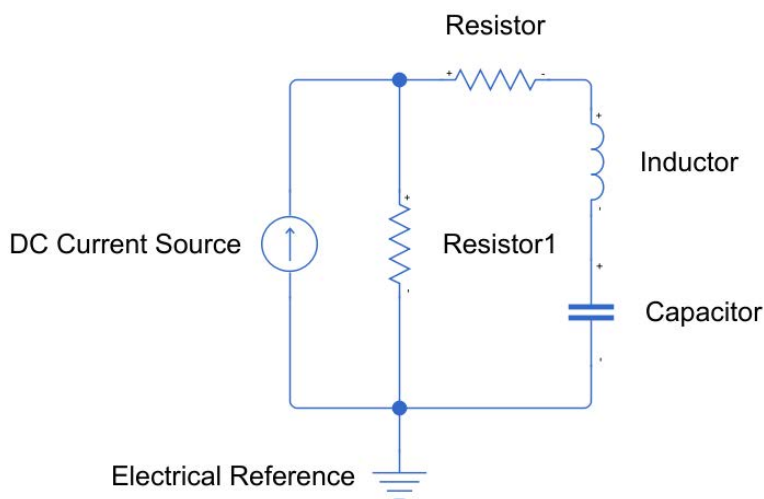 Resistor
+ -
+
Inductor
-
+
DC Current Source
Resistor1
-
+
Capacitor
-
Electrical Reference